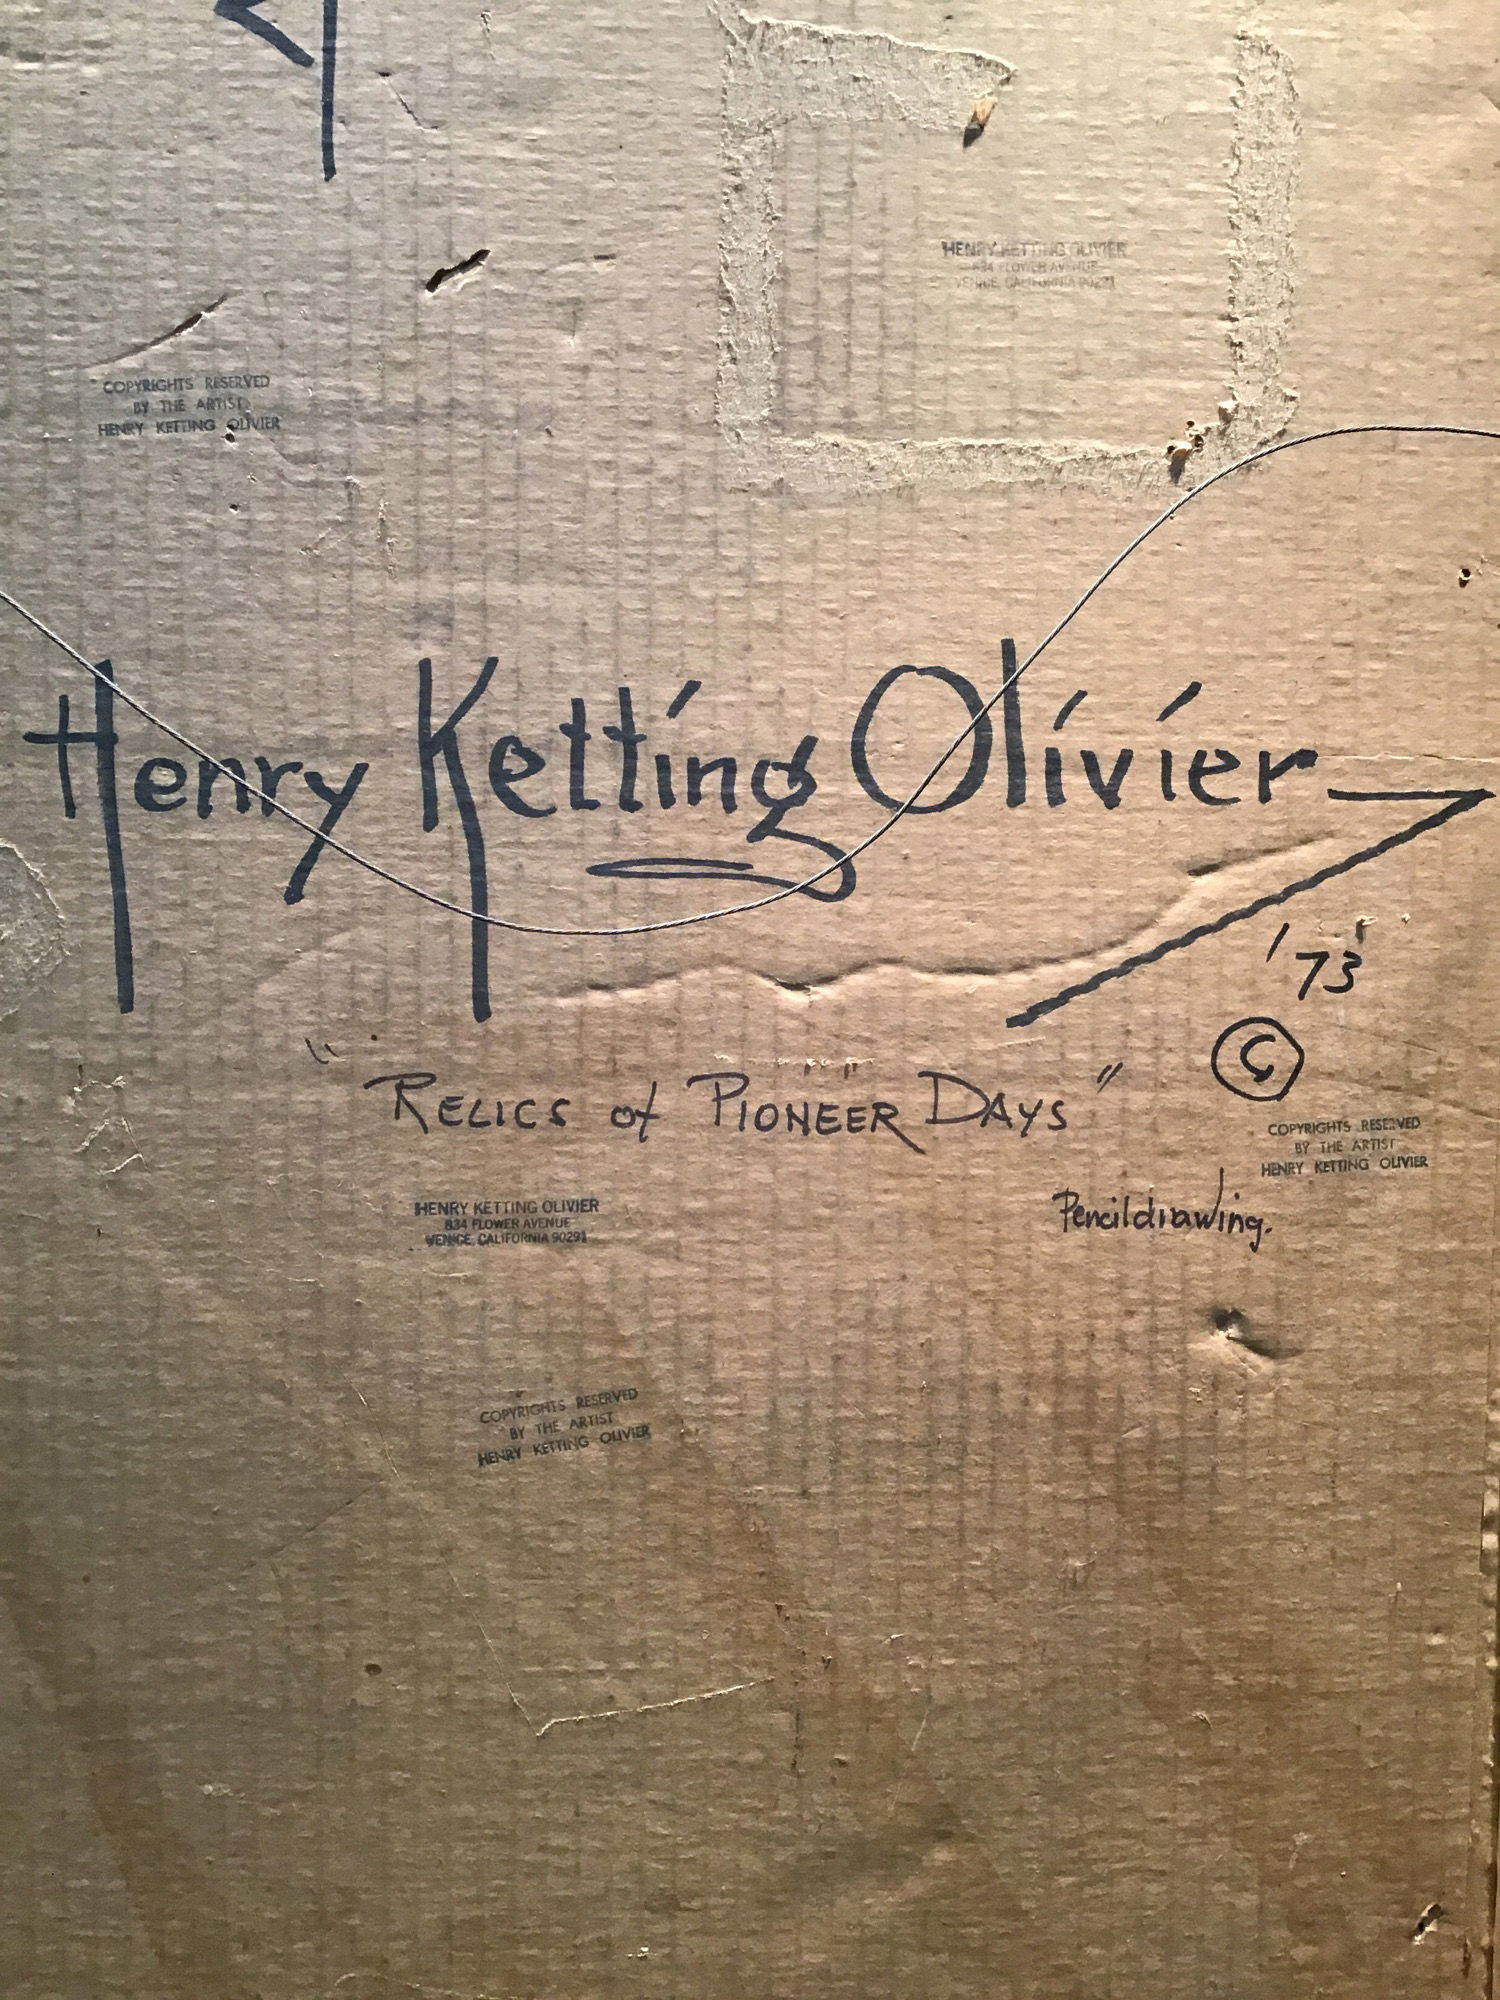 HENRY KETTING OLIVIER
834 FLOWER AVENUE
VENICE, CALIFORNIA 90291
COPYRIGHTS RESERVED
BY THE ARTIST
HENRY KETTING OLIVIER
Henry Ketting Olivier
'73
©
"RELICS of PIONEER DAYS"
COPYRIGHTS RESERVED
BY THE ARTIST
HENRY KETTING OLIVIER
Pencildrawing.
HENRY KETTING OLIVIER
834 FLOWER AVENUE
VENICE, CALIFORNIA 90291
COPYRIGHTS RESERVED
BY THE ARTIST
HENRY KETTING OLIVIER